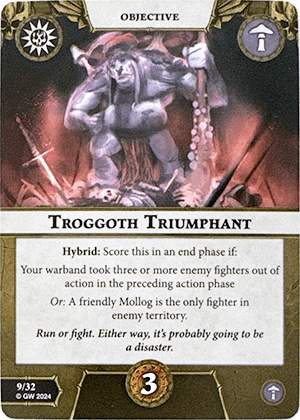 OBJECTIVE
TROGGOTH TRIUMPHANT
Hybrid: Score this in an end phase if:
Your warband took three or more enemy fighters out of
action in the preceding action phase
Or: A friendly Mollog is the only fighter in
enemy territory.
Run or fight. Either way, it's probably going to be
a disaster.
9/32
© GW 2024
3